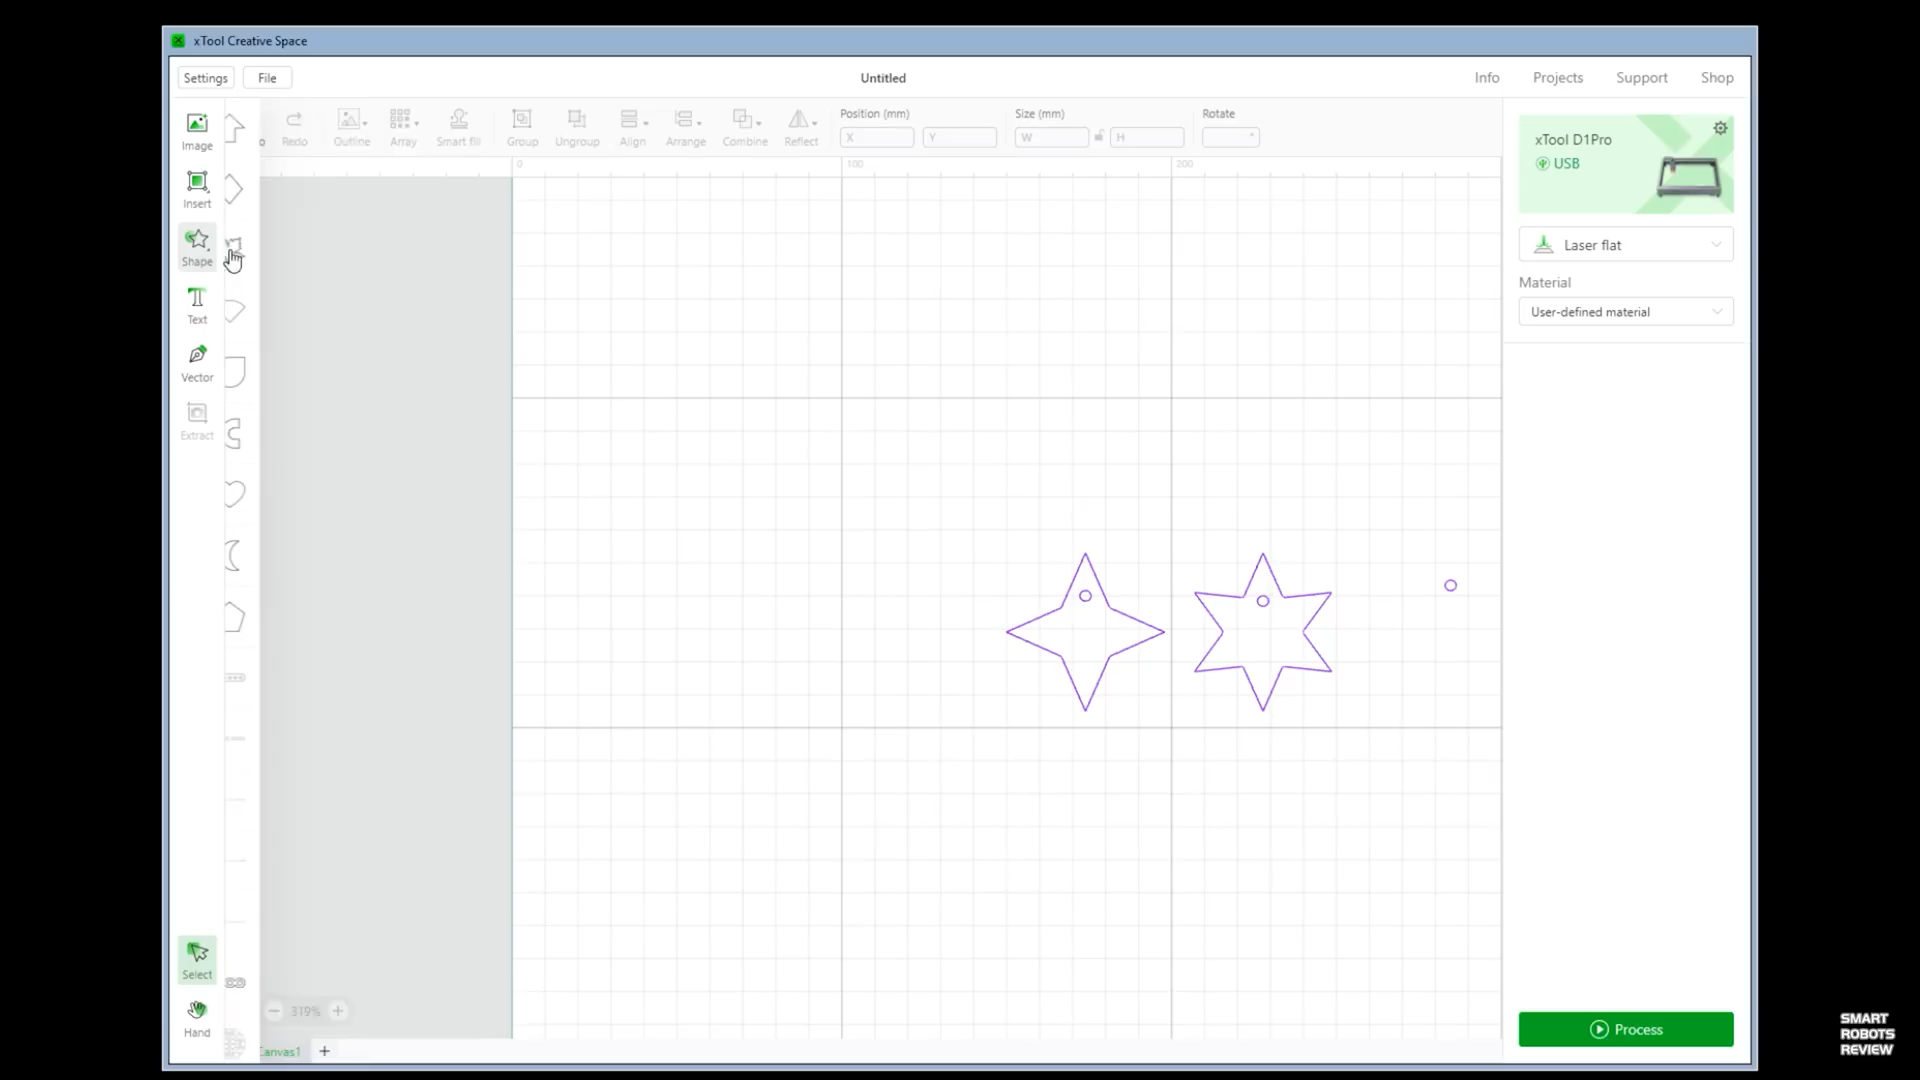 xTool Creative Space
Settings File Untitled Info Projects Support Shop
Image
Insert
Shape
Text
Vector
Extract
Select
Hand
Redo Outline Array Smart fill Group Ungroup Align Arrange Combine Reflect
Position (mm) Size (mm) Rotate
X Y W H °
0 100 200
xTool D1Pro
USB
Laser flat
Material
User-defined material
319%
Canvas1
Process
SMART
ROBOTS
REVIEW